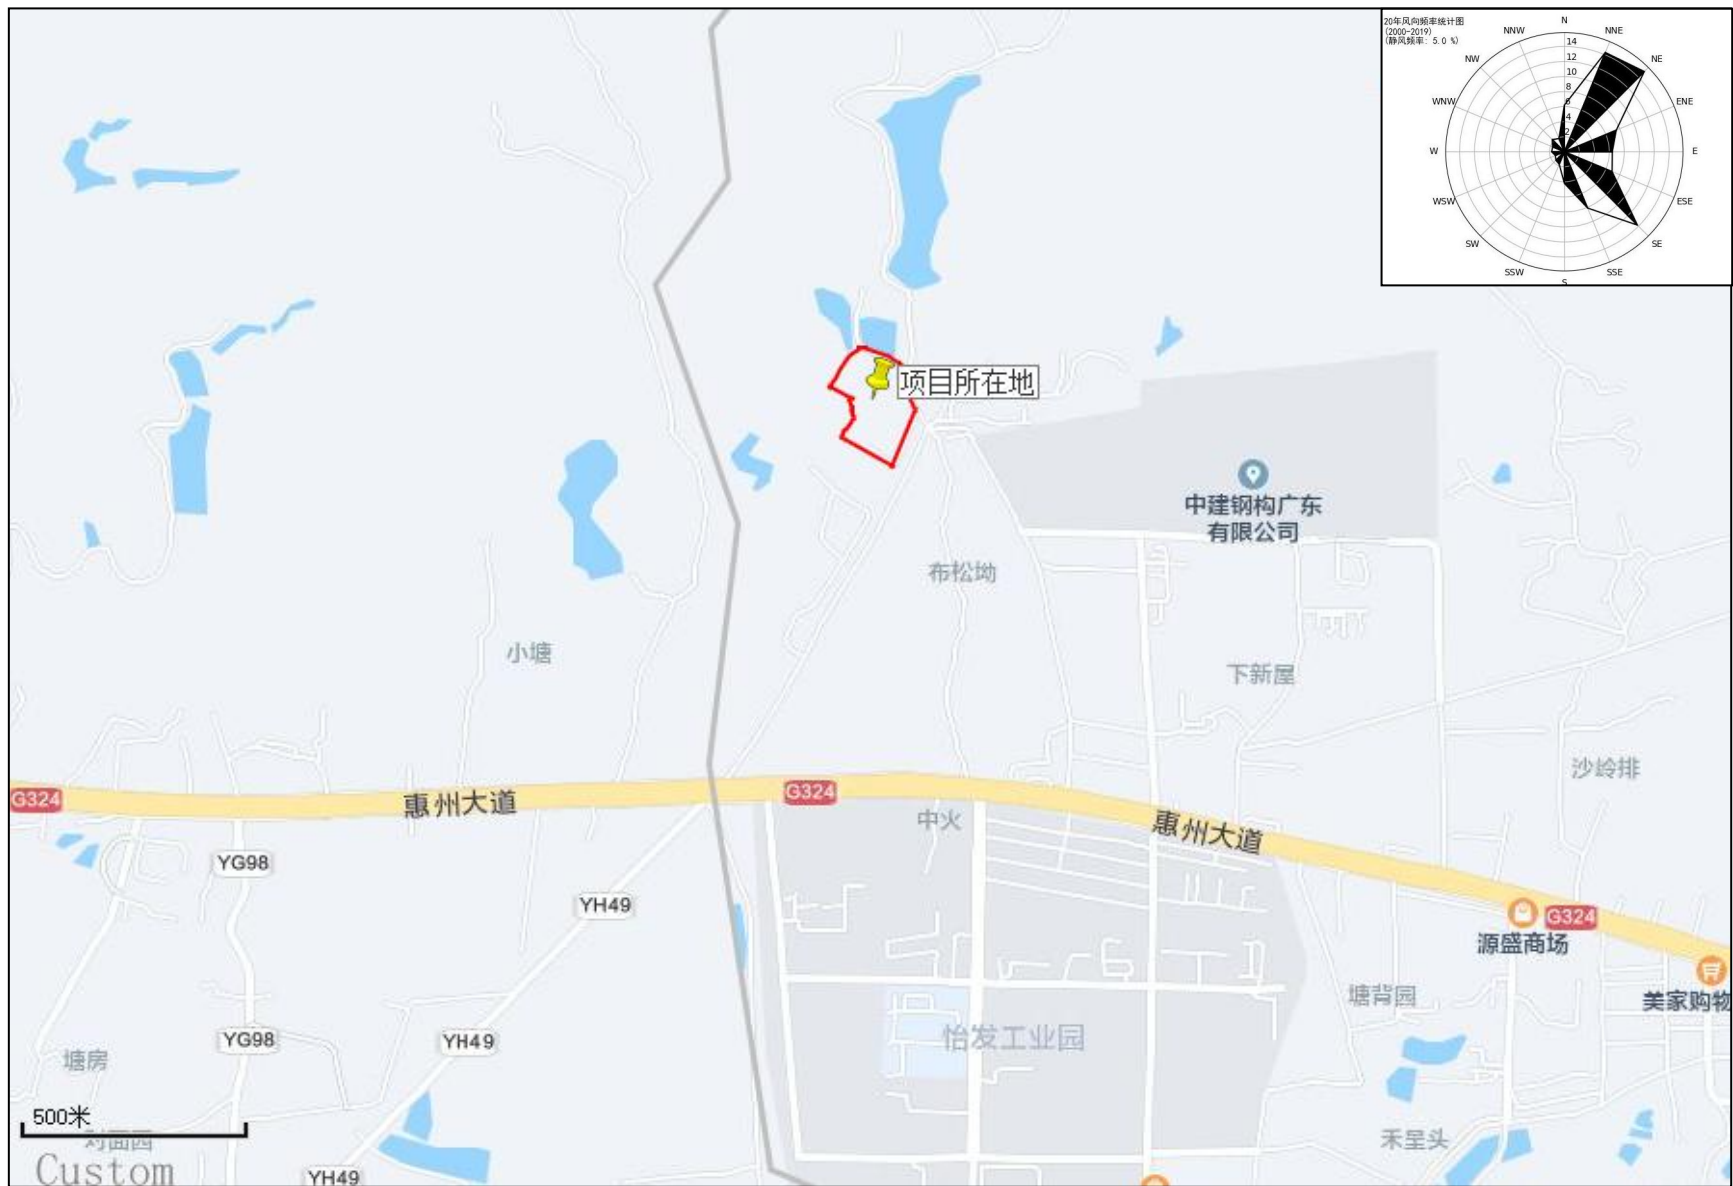 20年风向频率统计图
(2000-2019)
(静风频率: 5.0 %)
N
NNW
NNE
NW
NE
WNW
ENE
W
E
WSW
ESE
SW
SE
SSW
SSE
S
14
12
10
8
6
4
2
项目所在地
中建钢构广东
有限公司
布松坳
小塘
下新屋
沙岭排
G324
惠州大道
G324
中火
惠州大道
YG98
YH49
G324
源盛商场
塘背园
美家购物
怡发工业园
YG98
YH49
塘房
500米
对面园
禾呈头
Custom
YH49